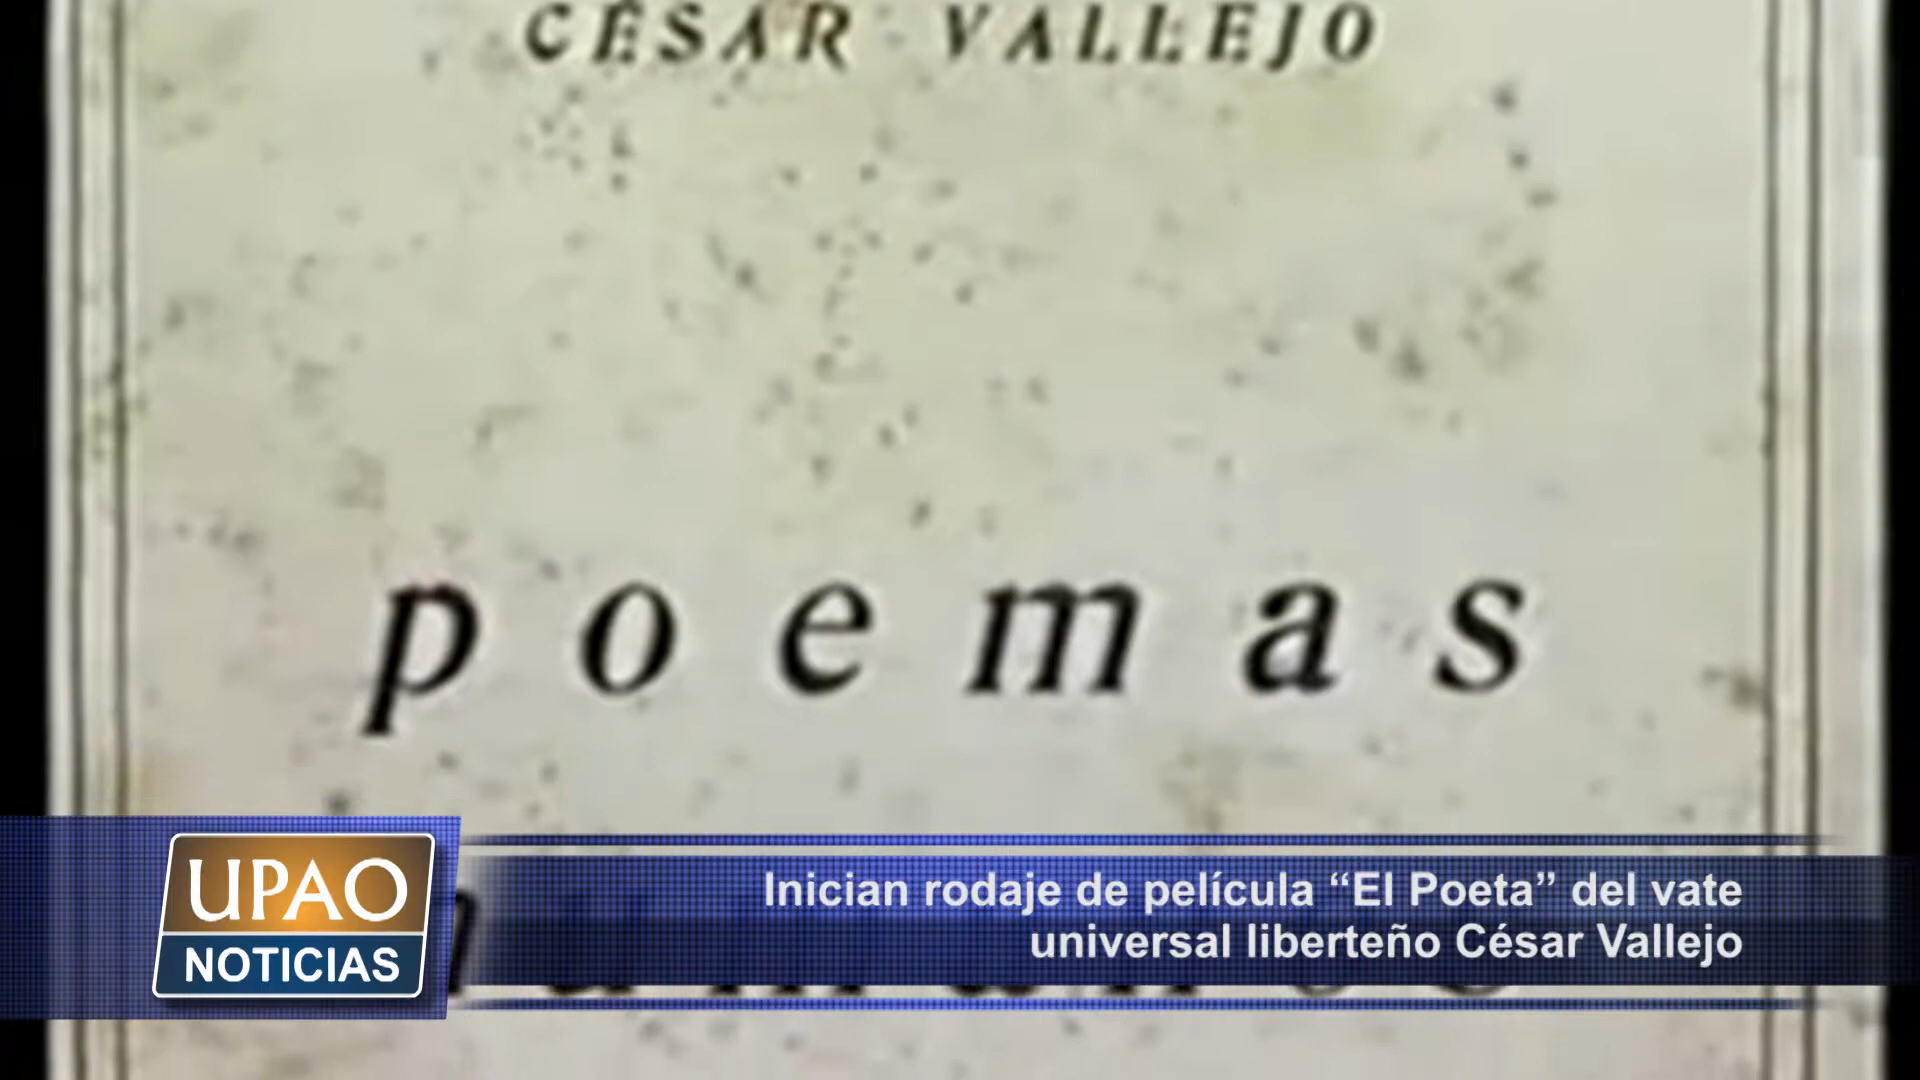 CÉSAR VALLEJO
poemas
UPAO
NOTICIAS
Inician rodaje de película “El Poeta” del vate
universal liberteño César Vallejo